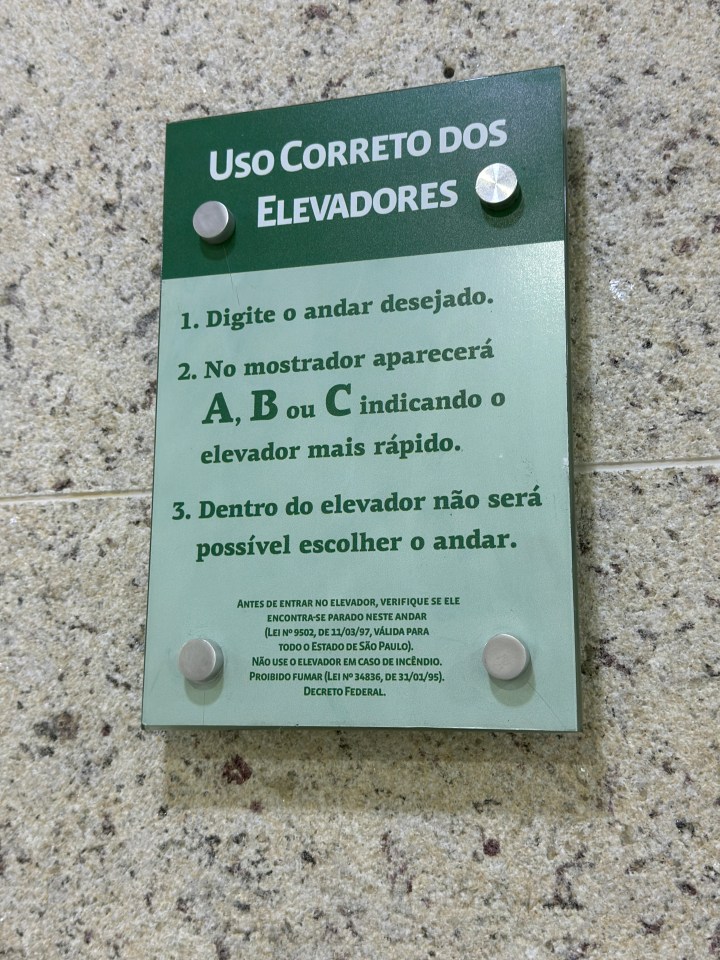 Uso Correto dos
Elevadores
1. Digite o andar desejado.
2. No mostrador aparecerá
A, B ou C indicando o
elevador mais rápido.
3. Dentro do elevador não será
possível escolher o andar.
Antes de entrar no elevador, verifique se ele
encontra-se parado neste andar
(Lei nº 9502, de 11/03/97, válida para
todo o Estado de São Paulo).
Não use o elevador em caso de incêndio.
Proibido fumar (Lei nº 34836, de 31/01/95).
Decreto Federal.